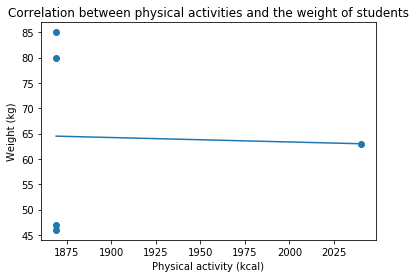 Correlation between physical activities and the weight of students
85
80
75
70
65
60
55
50
45
Weight (kg)
1875 1900 1925 1950 1975 2000 2025
Physical activity (kcal)